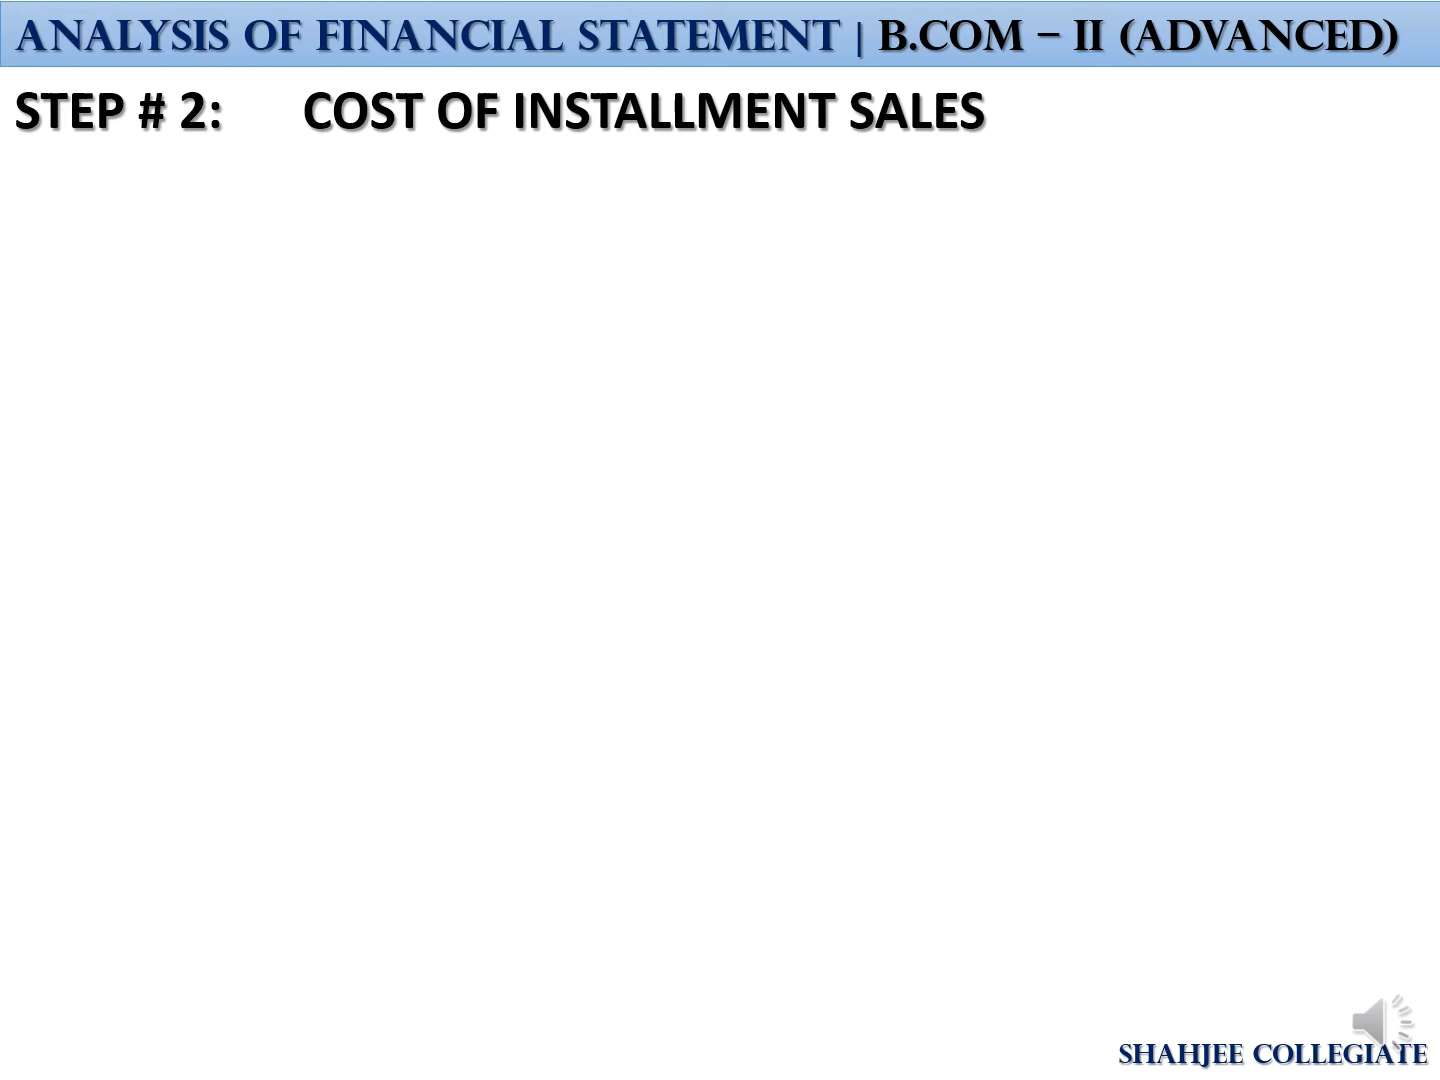 ANALYSIS OF FINANCIAL STATEMENT | B.COM – II (ADVANCED)
STEP # 2: COST OF INSTALLMENT SALES
SHAHJEE COLLEGIATE